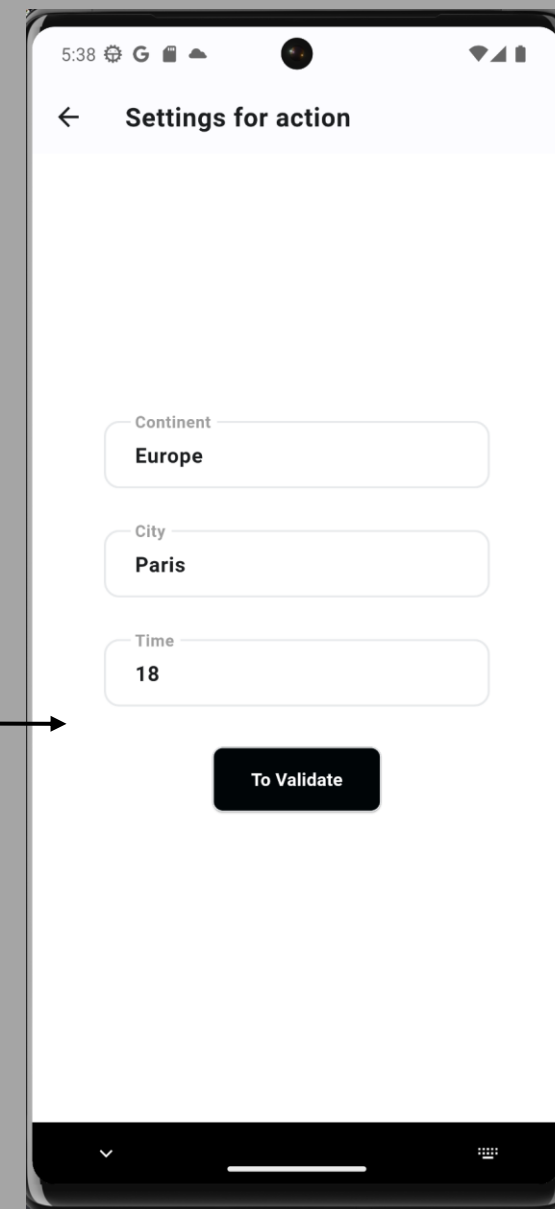 5:38 G
Settings for action
Continent
Europe
City
Paris
Time
18
To Validate